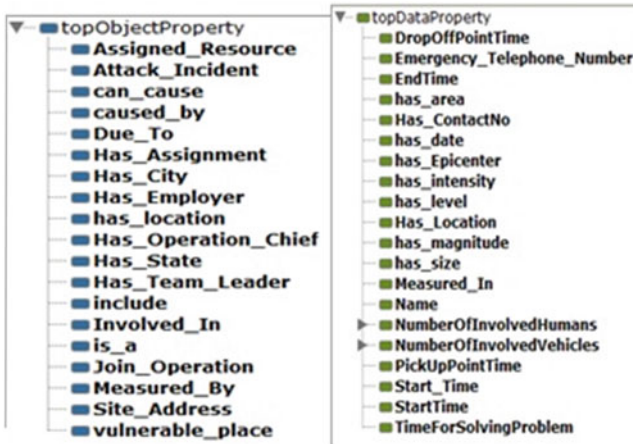 topObjectProperty
Assigned_Resource
Attack_Incident
can_cause
caused_by
Due_To
Has_Assignment
Has_City
Has_Employer
has_location
Has_Operation_Chief
Has_State
Has_Team_Leader
include
Involved_In
is_a
Join_Operation
Measured_By
Site_Address
vulnerable_place
topDataProperty
DropOffPointTime
Emergency_Telephone_Number
EndTime
has_area
Has_ContactNo
has_date
has_Epicenter
has_intensity
has_level
Has_Location
has_magnitude
has_size
Measured_In
Name
NumberOfInvolvedHumans
NumberOfInvolvedVehicles
PickUpPointTime
Start_Time
StartTime
TimeForSolvingProblem